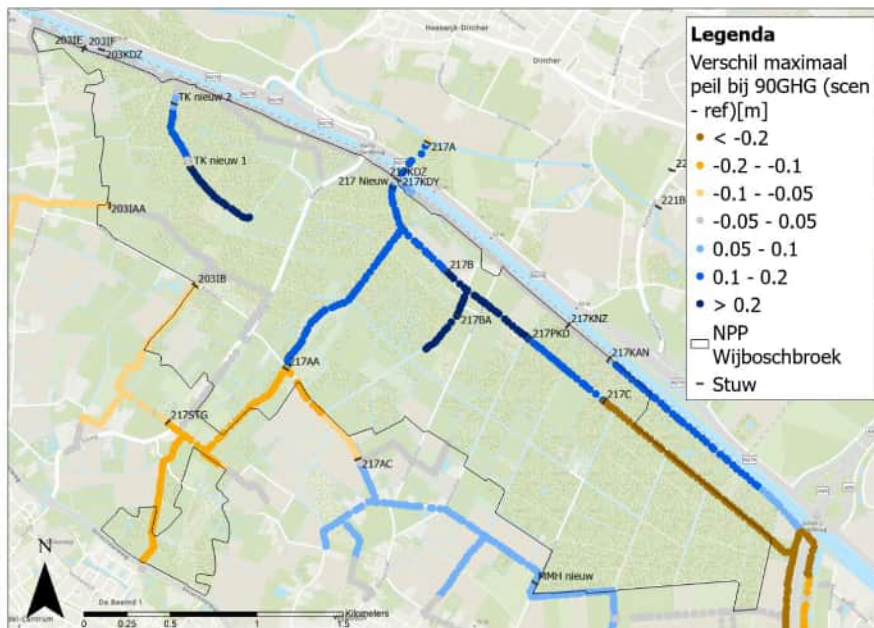 Heeswijk-Dinther
Dinther
203IE
203IF
203KDZ
TK nieuw 2
TK nieuw 1
217A
217KDZ
217 Nieuw
217KDY
203IAA
221B
203IB
217B
217BA
217PKD
217KNZ
217KAN
217AA
217C
217STG
217AC
MMH nieuw
N
De Beemd 1
Kilometers
0 0.25 0.5 1 1.5
Legenda
Verschil maximaal
peil bij 90GHG (scen
- ref)[m]
< -0.2
-0.2 - -0.1
-0.1 - -0.05
-0.05 - 0.05
0.05 - 0.1
0.1 - 0.2
> 0.2
NPP
Wijboschbroek
Stuw